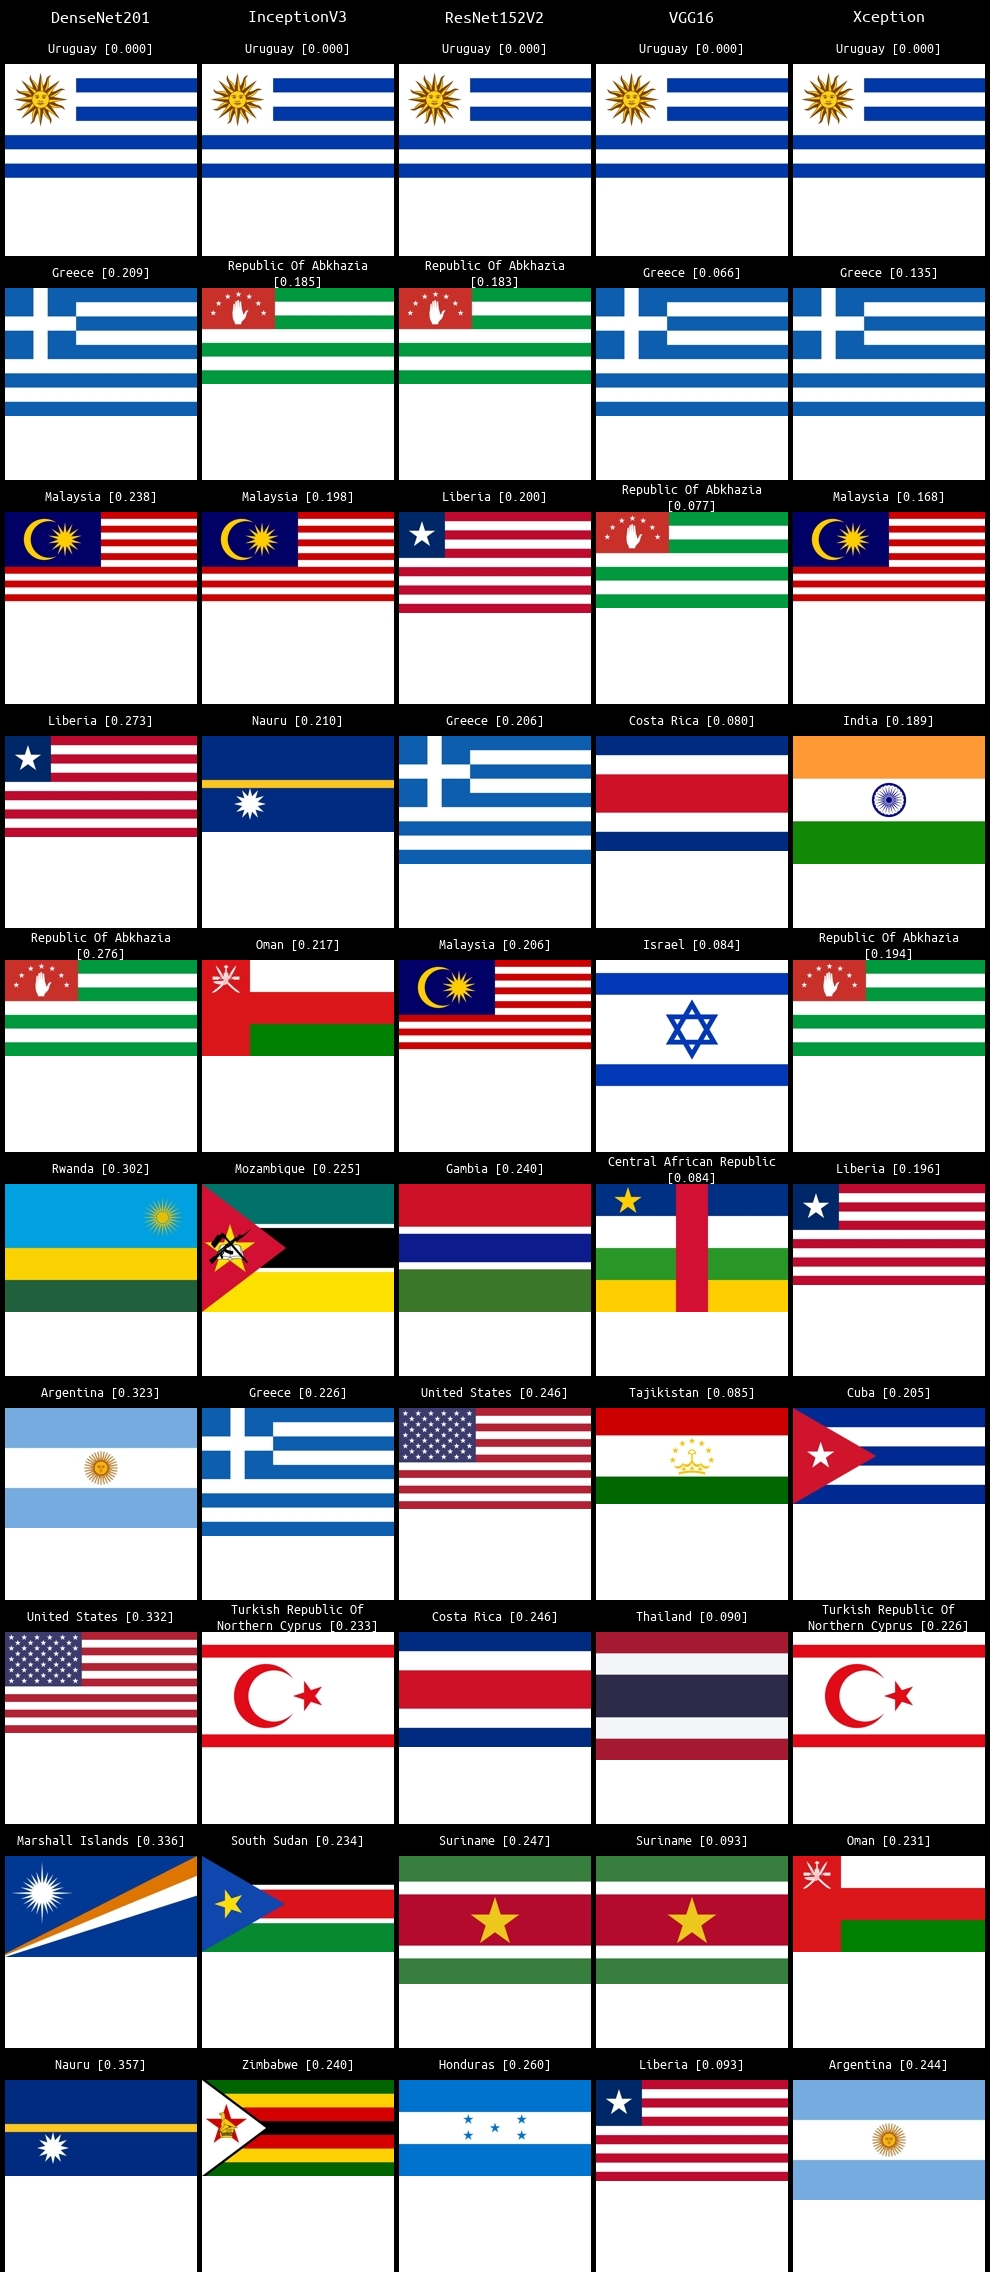 DenseNet201 InceptionV3 ResNet152V2 VGG16 Xception
Uruguay [0.000] Uruguay [0.000] Uruguay [0.000] Uruguay [0.000] Uruguay [0.000]
Greece [0.209] Republic Of Abkhazia [0.185] Republic Of Abkhazia [0.183] Greece [0.066] Greece [0.135]
Malaysia [0.238] Malaysia [0.198] Liberia [0.200] Republic Of Abkhazia [0.077] Malaysia [0.168]
Liberia [0.273] Nauru [0.210] Greece [0.206] Costa Rica [0.080] India [0.189]
Republic Of Abkhazia [0.276] Oman [0.217] Malaysia [0.206] Israel [0.084] Republic Of Abkhazia [0.194]
Rwanda [0.302] Mozambique [0.225] Gambia [0.240] Central African Republic [0.084] Liberia [0.196]
Argentina [0.323] Greece [0.226] United States [0.246] Tajikistan [0.085] Cuba [0.205]
United States [0.332] Turkish Republic Of Northern Cyprus [0.233] Costa Rica [0.246] Thailand [0.090] Turkish Republic Of Northern Cyprus [0.226]
Marshall Islands [0.336] South Sudan [0.234] Suriname [0.247] Suriname [0.093] Oman [0.231]
Nauru [0.357] Zimbabwe [0.240] Honduras [0.260] Liberia [0.093] Argentina [0.244]